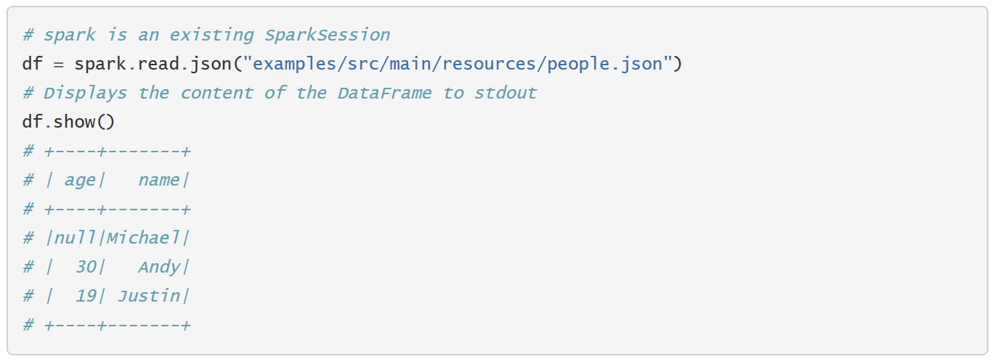 # spark is an existing SparkSession
df = spark.read.json("examples/src/main/resources/people.json")
# Displays the content of the DataFrame to stdout
df.show()
# +----+-------+
# | age|   name|
# +----+-------+
# |null|Michael|
# |  30|   Andy|
# |  19| Justin|
# +----+-------+